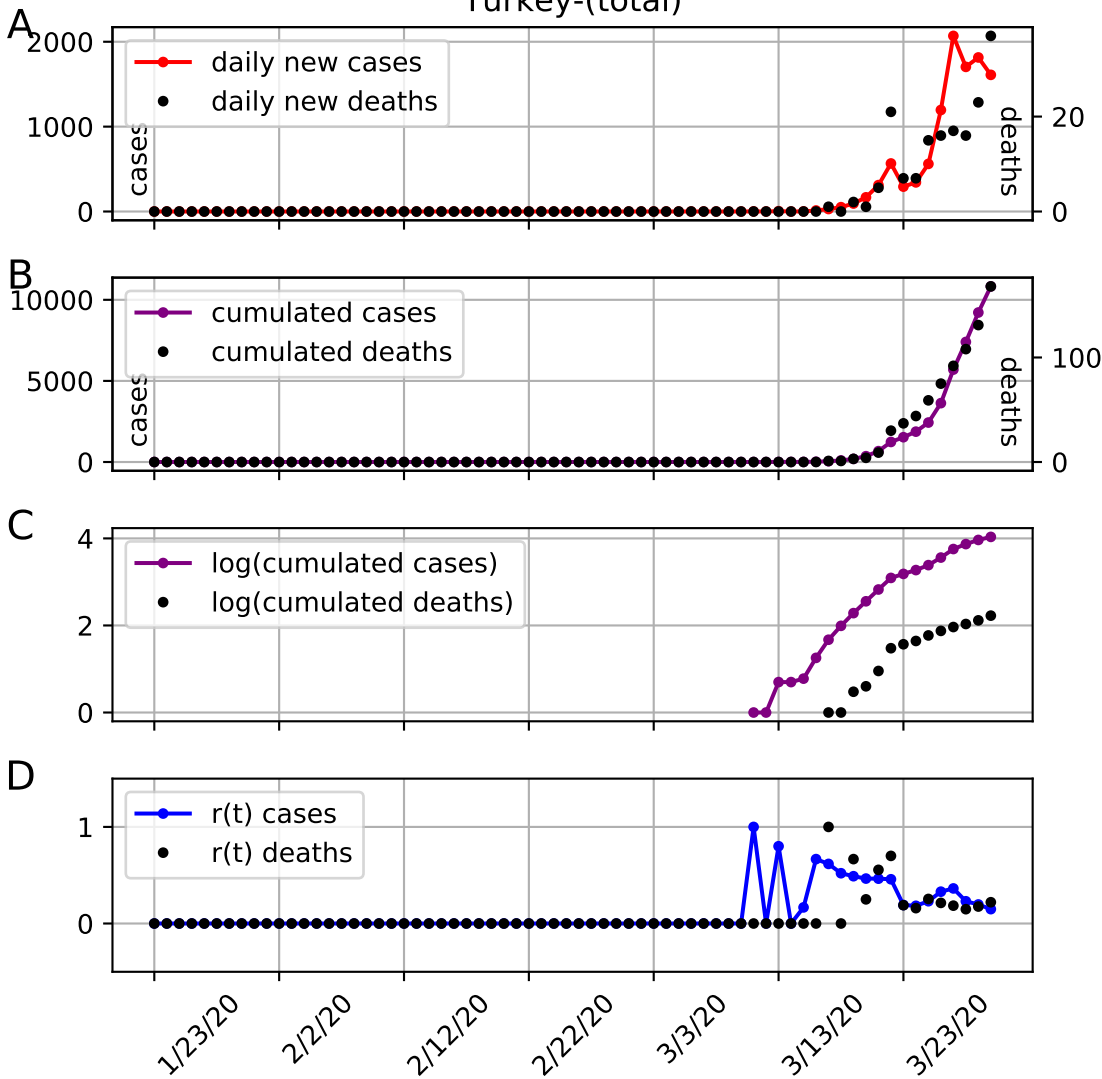 Turkey-(total)
A
2000
1000
0
daily new cases
daily new deaths
cases
deaths
20
0
B
10000
5000
0
cumulated cases
cumulated deaths
cases
deaths
100
0
C
4
2
0
log(cumulated cases)
log(cumulated deaths)
D
1
0
r(t) cases
r(t) deaths
1/23/20
2/2/20
2/12/20
2/22/20
3/3/20
3/13/20
3/23/20